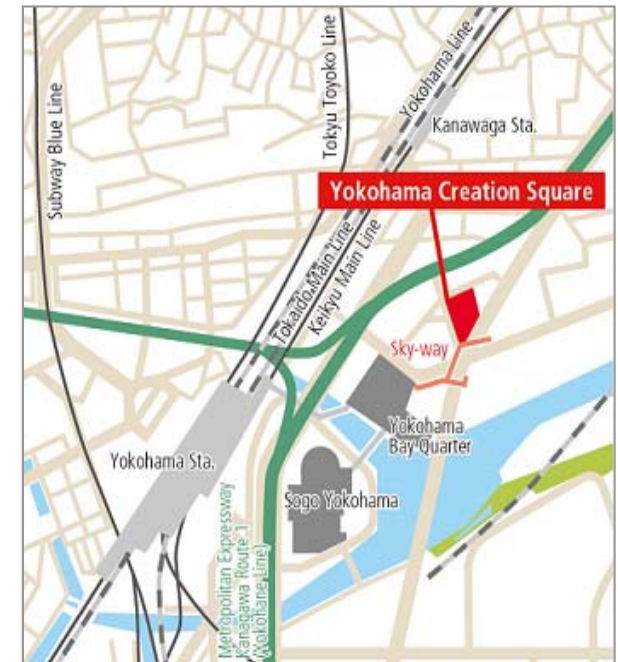 Subway Blue Line
Tokyu Toyoko Line
Yokohama Line
Kanawaga Sta.
Yokohama Creation Square
Tokaido Main Line
Keikyu Main Line
Sky-way
Yokohama
Bay Quarter
Yokohama Sta.
Sogo Yokohama
Metropolitan Expressway
Kanagawa Route 1
(Yokohane Line)